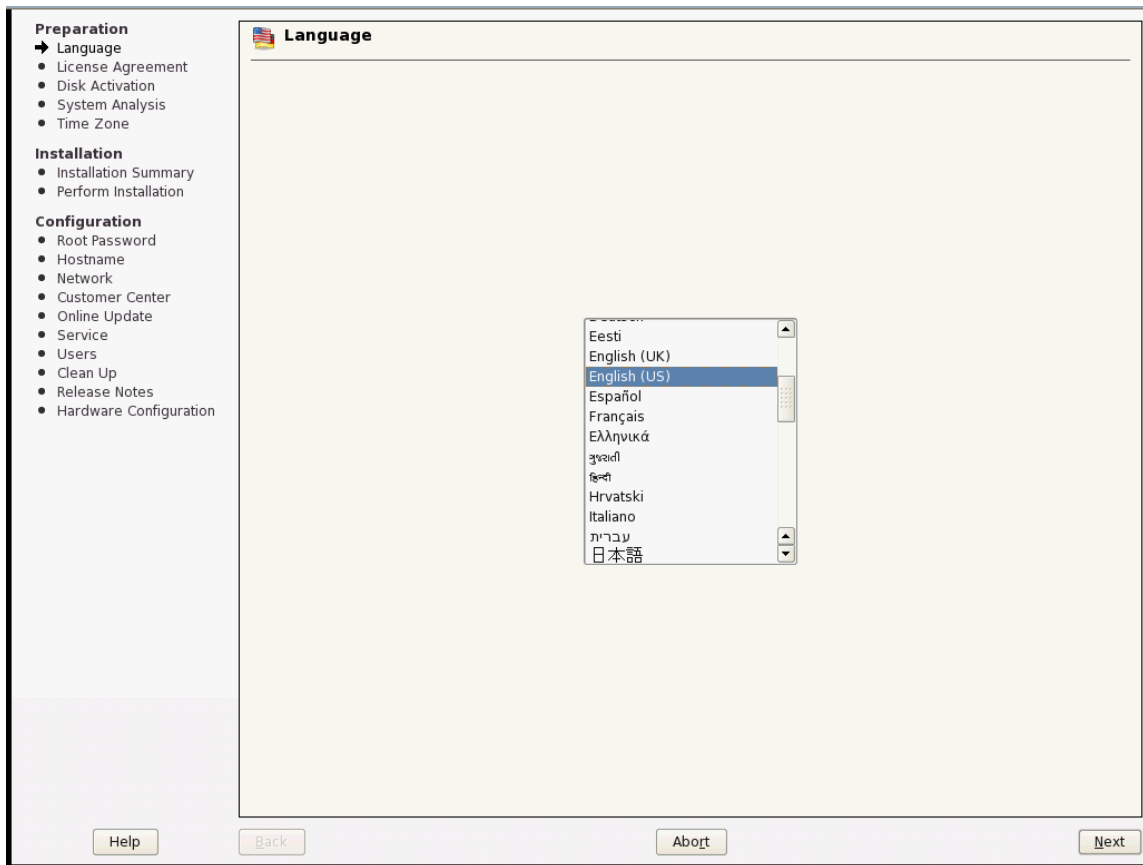 Preparation
Language
License Agreement
Disk Activation
System Analysis
Time Zone
Installation
Installation Summary
Perform Installation
Configuration
Root Password
Hostname
Network
Customer Center
Online Update
Service
Users
Clean Up
Release Notes
Hardware Configuration
Language
Eesti
English (UK)
English (US)
Español
Français
Ελληνικά
ગુજરાતી
हिन्दी
Hrvatski
Italiano
עברית
日本語
Help
Back
Abort
Next